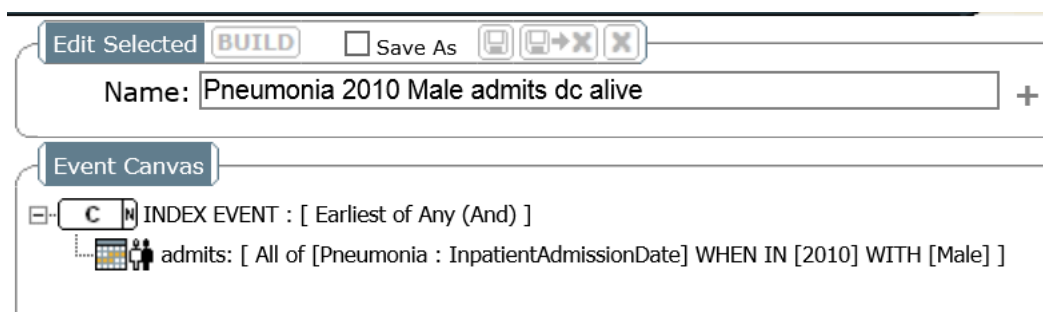 Edit Selected BUILD Save As
Name: Pneumonia 2010 Male admits dc alive +
Event Canvas
C N INDEX EVENT : [ Earliest of Any (And) ]
admits: [ All of [Pneumonia : InpatientAdmissionDate] WHEN IN [2010] WITH [Male] ]